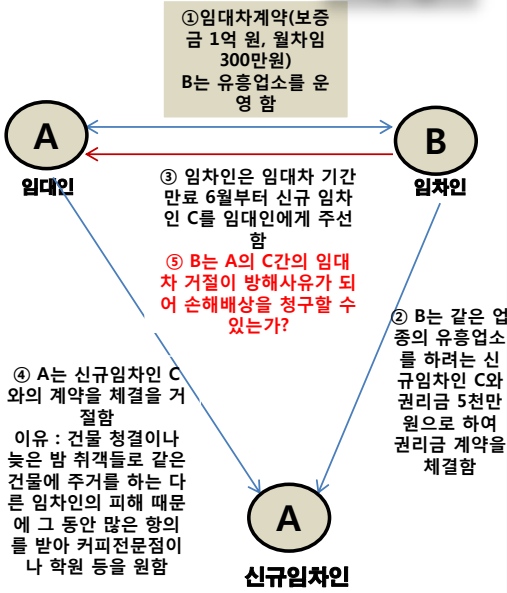 ①임대차계약(보증
금 1억 원, 월차임
300만원)
B는 유흥업소를 운
영 함
A
B
임대인
임차인
③ 임차인은 임대차 기간
만료 6월부터 신규 임차
인 C를 임대인에게 주선
함
⑤ B는 A의 C간의 임대
차 거절이 방해사유가 되
어 손해배상을 청구할 수
있는가?
② B는 같은 업
종의 유흥업소
를 하려는 신
규임차인 C와
권리금 5천만
원으로 하여
권리금 계약을
체결함
④ A는 신규임차인 C
와의 계약을 체결을 거
절함
이유 : 건물 청결이나
늦은 밤 취객들로 같은
건물에 주거를 하는 다
른 임차인의 피해 때문
에 그 동안 많은 항의
를 받아 커피전문점이
나 학원 등을 원함
A
신규임차인